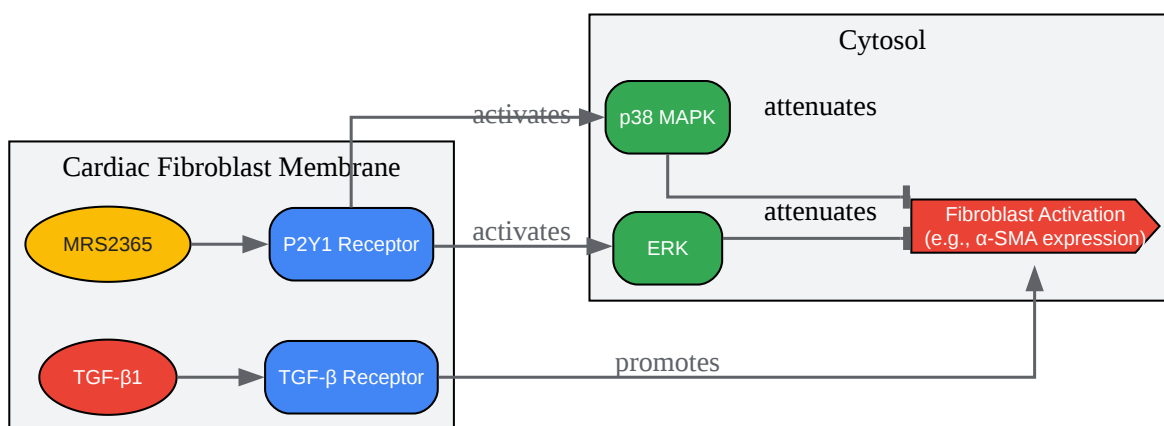 Cytosol
activates
p38 MAPK
attenuates
Cardiac Fibroblast Membrane
MRS2365
P2Y1 Receptor
activates
ERK
attenuates
Fibroblast Activation
(e.g., α-SMA expression)
TGF-β1
TGF-β Receptor
promotes